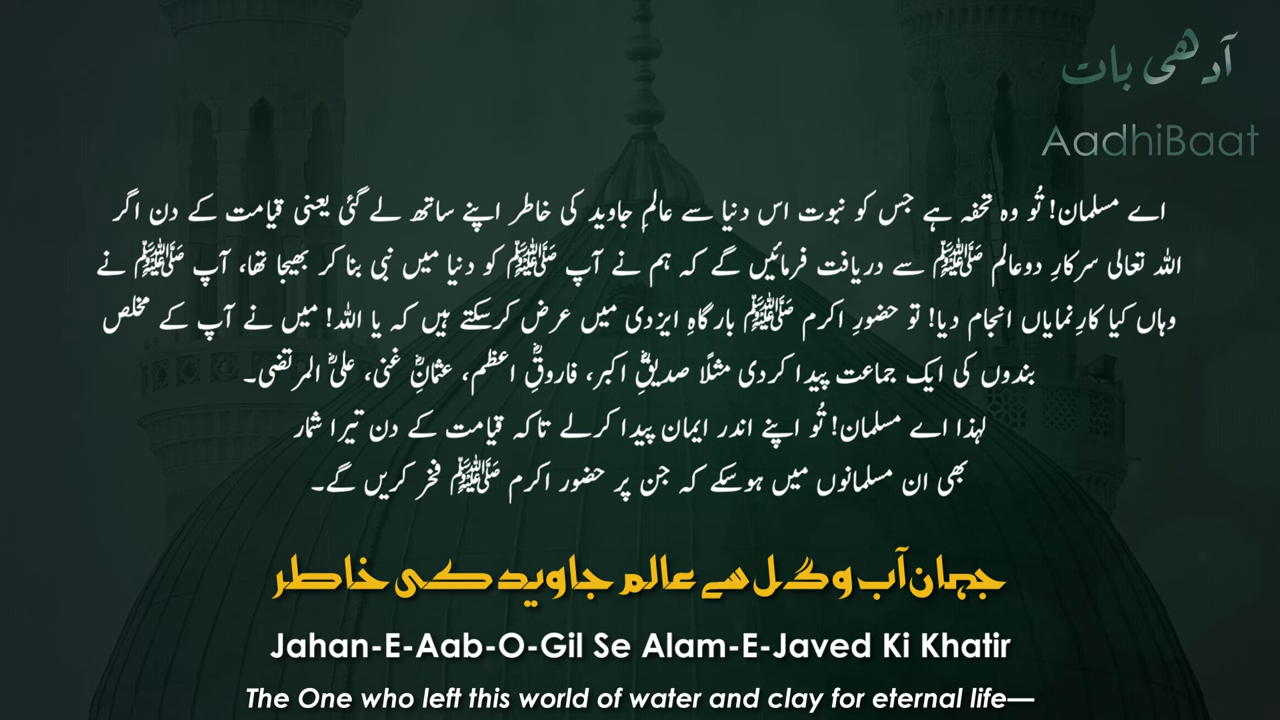 آدھی بات
AadhiBaat
اے مسلمان! تُو وہ تحفہ ہے جس کو نبوت اس دنیا سے عالمِ جاوید کی خاطر اپنے ساتھ لے گئی یعنی قیامت کے دن اگر
اللہ تعالی سرکارِ دوعالم ﷺ سے دریافت فرمائیں گے کہ ہم نے آپ ﷺ کو دنیا میں نبی بنا کر بھیجا تھا، آپ ﷺ نے
وہاں کیا کارِنمایاں انجام دیا! تو حضورِ اکرم ﷺ بارگاہِ ایزدی میں عرض کرسکتے ہیں کہ یا اللہ! میں نے آپ کے مخلص
بندوں کی ایک جماعت پیدا کردی مثلًا صدیقِؓ اکبر، فاروقِؓ اعظم، عثمانِؓ غنی، علیؓ المرتضی۔
لہذا اے مسلمان! تُو اپنے اندر ایمان پیدا کرلے تاکہ قیامت کے دن تیرا شمار
بھی ان مسلمانوں میں ہوسکے کہ جن پر حضور اکرم ﷺ فخر کریں گے۔
جہان آب و گل سے عالم جاوید کی خاطر
Jahan-E-Aab-O-Gil Se Alam-E-Javed Ki Khatir
The One who left this world of water and clay for eternal life—